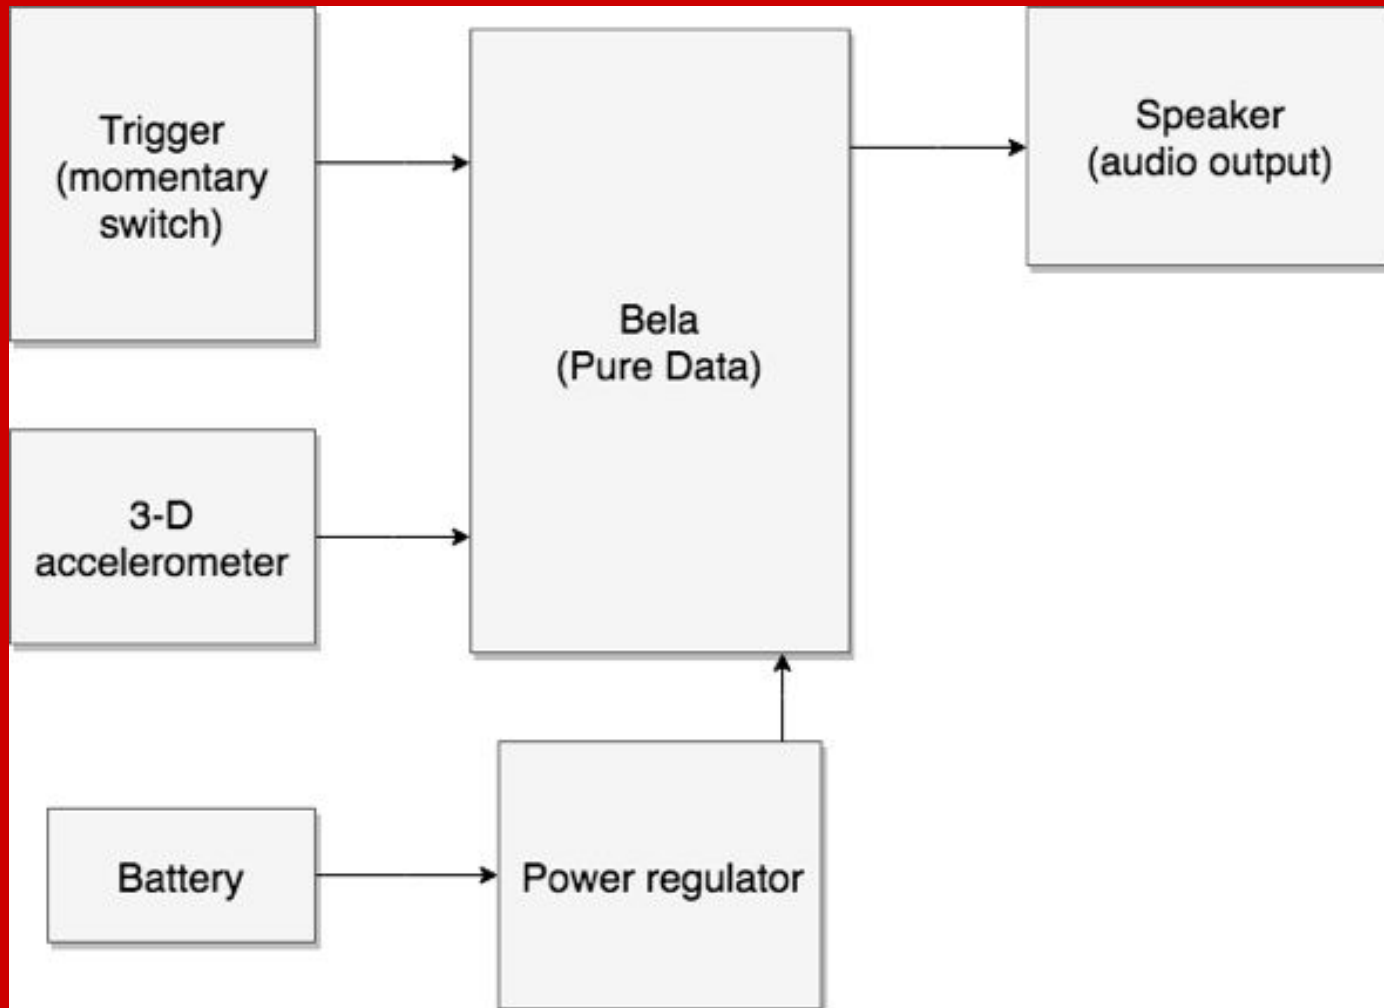 Trigger
(momentary
switch)
Bela
(Pure Data)
Speaker
(audio output)
3-D
accelerometer
Battery
Power regulator